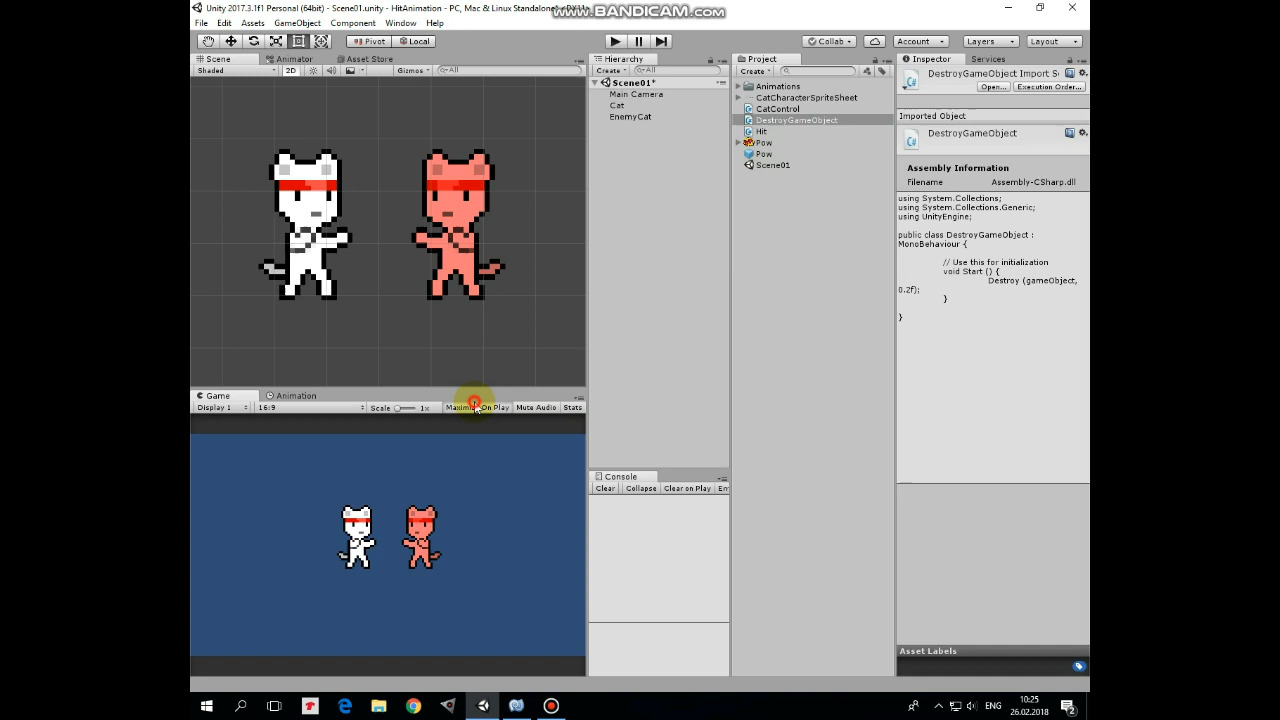 Unity 2017.3.1f1 Personal (64bit) - Scene01.unity - HitAnimation - PC, Mac & Linux Standalone
www.BANDICAM.com
File Edit Assets GameObject Component Window Help
Pivot Local
Collab Account Layers Layout
Scene Animator Asset Store
Shaded 2D Gizmos All
Hierarchy
Create All
Scene01*
Main Camera
Cat
EnemyCat
Project
Create
Animations
CatCharacterSpriteSheet
CatControl
DestroyGameObject
Hit
Pow
Pow
Scene01
Inspector Services
DestroyGameObject Import S
Open... Execution Order...
Imported Object
DestroyGameObject
Assembly Information
Filename Assembly-CSharp.dll
using System.Collections;
using System.Collections.Generic;
using UnityEngine;
public class DestroyGameObject :
MonoBehaviour {
// Use this for initialization
void Start () {
Destroy (gameObject,
0.2f);
}
}
Game Animation
Display 1 16:9 Scale 1x Maximize On Play Mute Audio Stats
Console
Clear Collapse Clear on Play
Asset Labels
ENG
10:25
26.02.2018
2